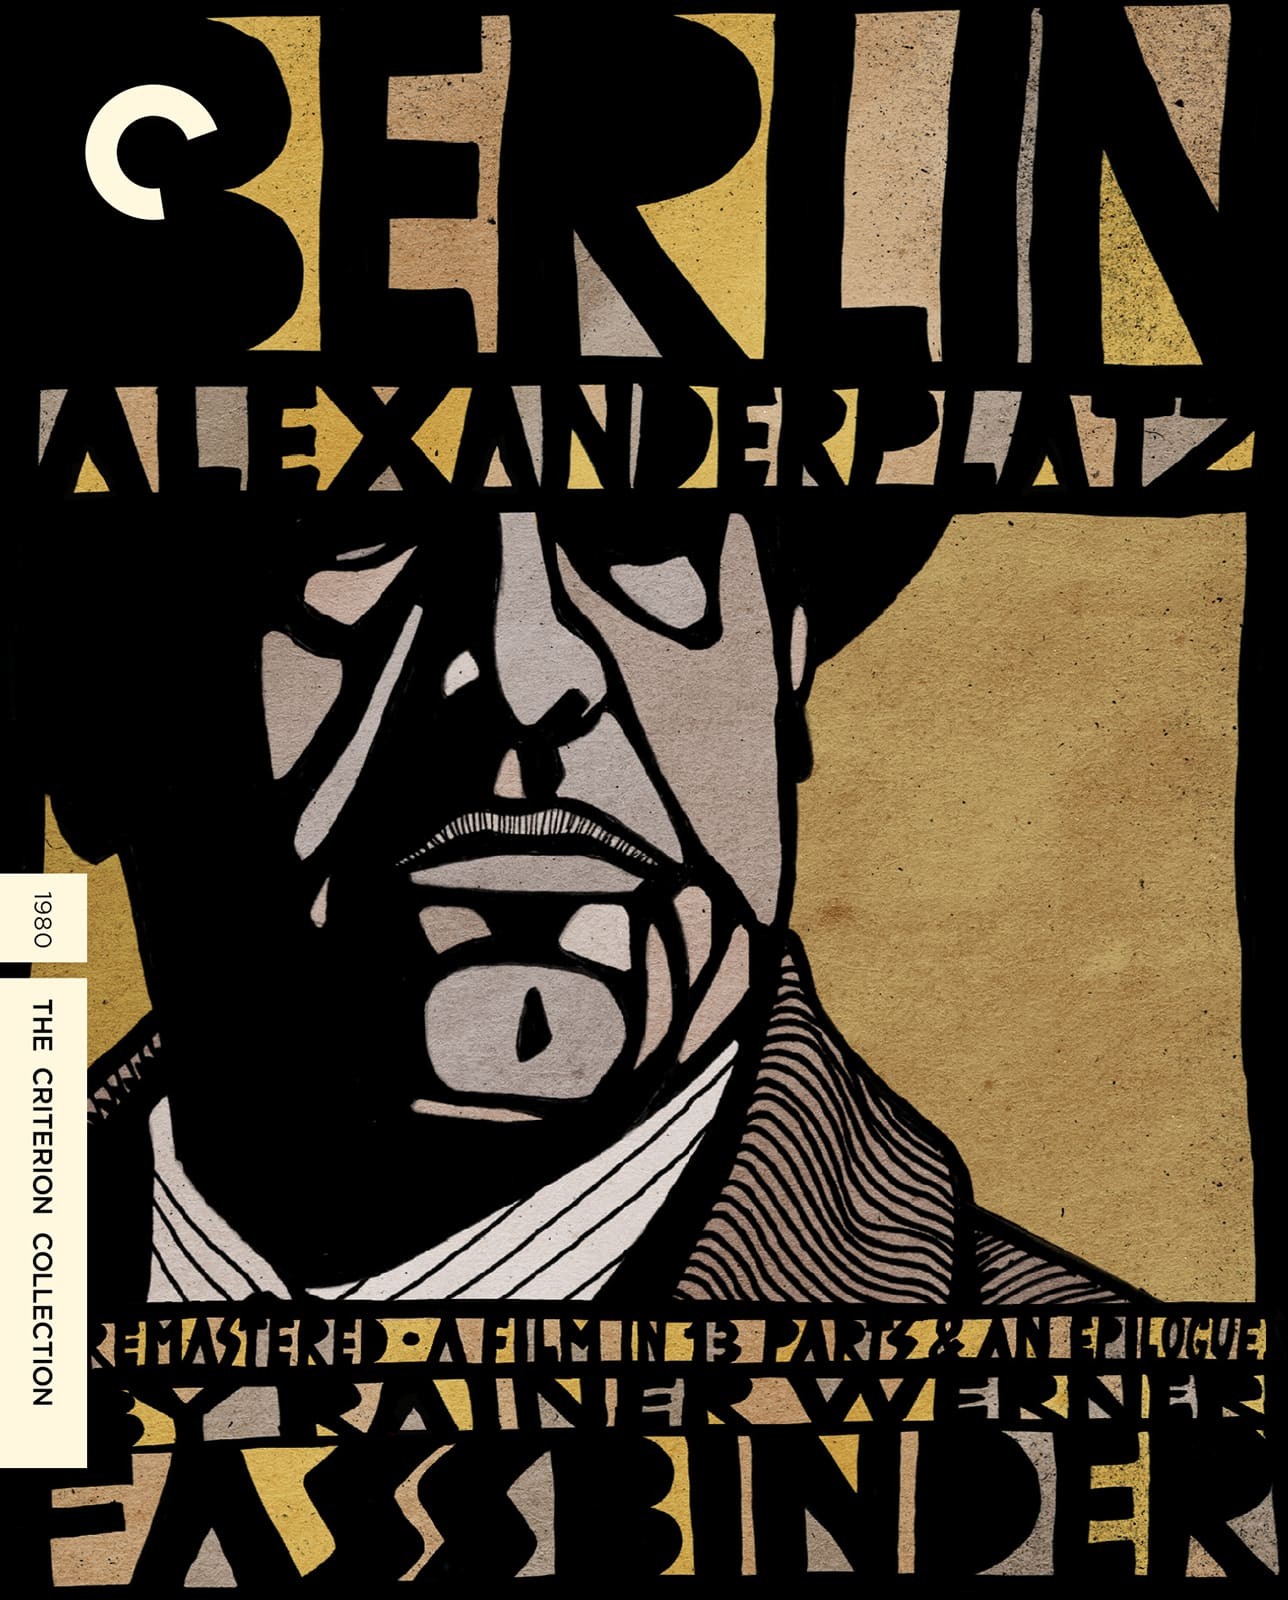 BERLIN
ALEXANDERPLATZ
1980
THE CRITERION COLLECTION
REMASTERED • A FILM IN 13 PARTS & AN EPILOGUE
BY RAINER WERNER
FASSBINDER